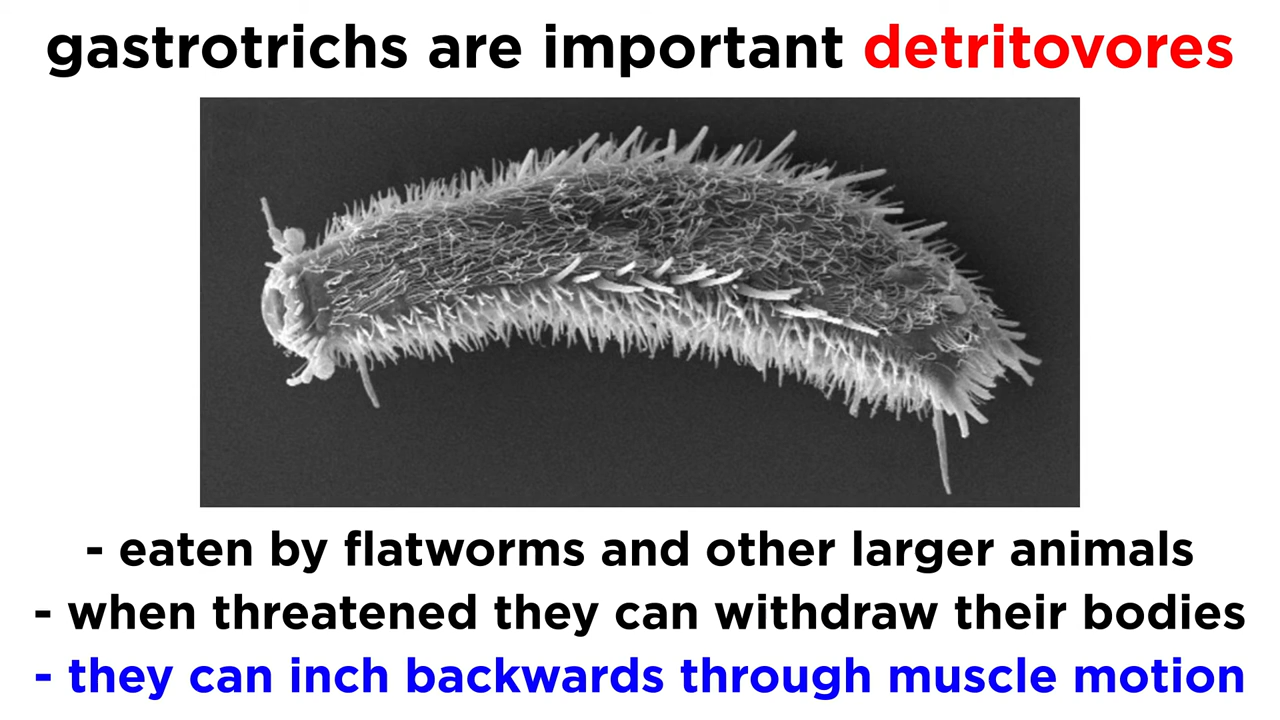 gastrotrichs are important detritovores
- eaten by flatworms and other larger animals
- when threatened they can withdraw their bodies
- they can inch backwards through muscle motion